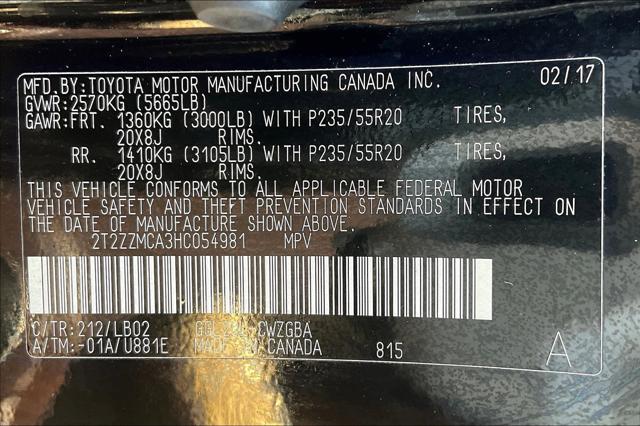 MFD.BY:TOYOTA MOTOR MANUFACTURING CANADA INC. 02/17
GVWR:2570KG (5665LB)
GAWR:FRT. 1360KG (3000LB) WITH P235/55R20 TIRES,
20X8J RIMS.
RR. 1410KG (3105LB) WITH P235/55R20 TIRES,
20X8J RIMS.
THIS VEHICLE CONFORMS TO ALL APPLICABLE FEDERAL MOTOR
VEHICLE SAFETY AND THEFT PREVENTION STANDARDS IN EFFECT ON
THE DATE OF MANUFACTURE SHOWN ABOVE.
2T2ZZMCA3HC054981 MPV
C/TR:212/LB02 CWZGBA
A/TM:-01A/U881E MADE IN CANADA 815 A